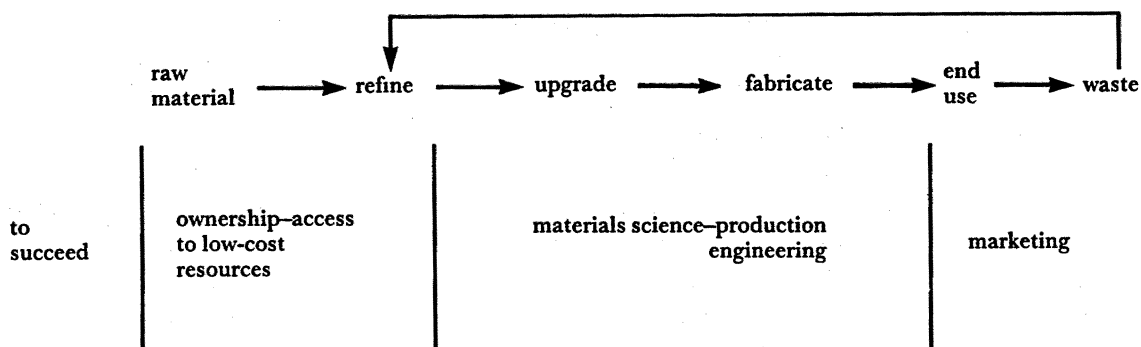 raw
material
refine
upgrade
fabricate
end
use
waste
to
succeed
ownership–access
to low-cost
resources
materials science–production
engineering
marketing